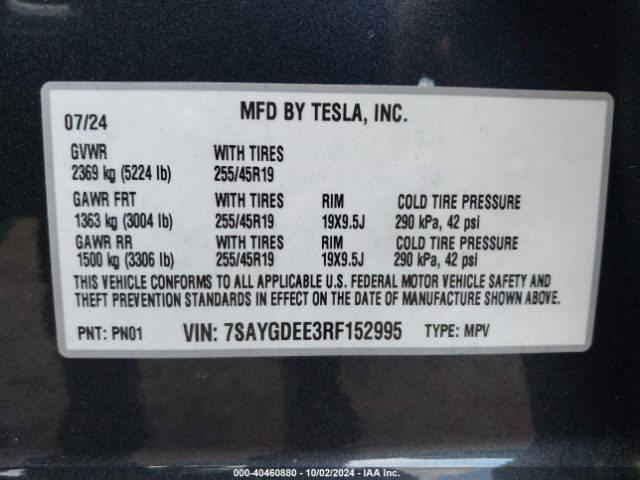 MFD BY TESLA, INC.
07/24
GVWR WITH TIRES
2369 kg (5224 lb) 255/45R19
GAWR FRT WITH TIRES RIM COLD TIRE PRESSURE
1363 kg (3004 lb) 255/45R19 19X9.5J 290 kPa, 42 psi
GAWR RR WITH TIRES RIM COLD TIRE PRESSURE
1500 kg (3306 lb) 255/45R19 19X9.5J 290 kPa, 42 psi
THIS VEHICLE CONFORMS TO ALL APPLICABLE U.S. FEDERAL MOTOR VEHICLE SAFETY AND
THEFT PREVENTION STANDARDS IN EFFECT ON THE DATE OF MANUFACTURE SHOWN ABOVE.
PNT: PN01 VIN: 7SAYGDEE3RF152995 TYPE: MPV
000-40460880 - 10/02/2024 - IAA Inc.